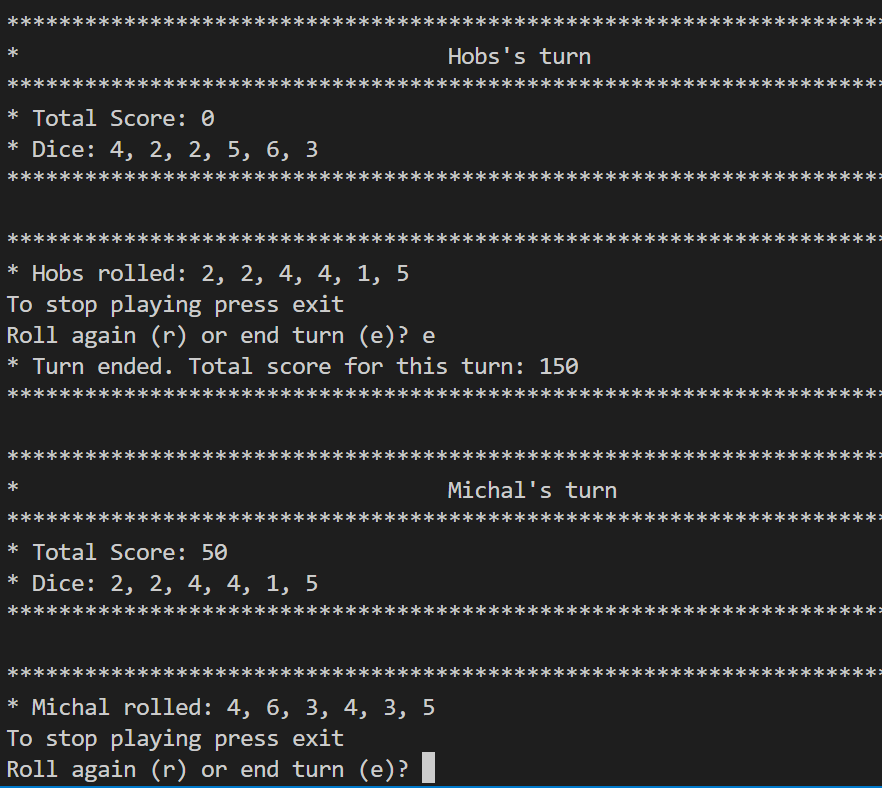 ********************************************************************
* Hobs's turn
********************************************************************
* Total Score: 0
* Dice: 4, 2, 2, 5, 6, 3
********************************************************************
********************************************************************
* Hobs rolled: 2, 2, 4, 4, 1, 5
To stop playing press exit
Roll again (r) or end turn (e)? e
* Turn ended. Total score for this turn: 150
********************************************************************
********************************************************************
* Michal's turn
********************************************************************
* Total Score: 50
* Dice: 2, 2, 4, 4, 1, 5
********************************************************************
********************************************************************
* Michal rolled: 4, 6, 3, 4, 3, 5
To stop playing press exit
Roll again (r) or end turn (e)?